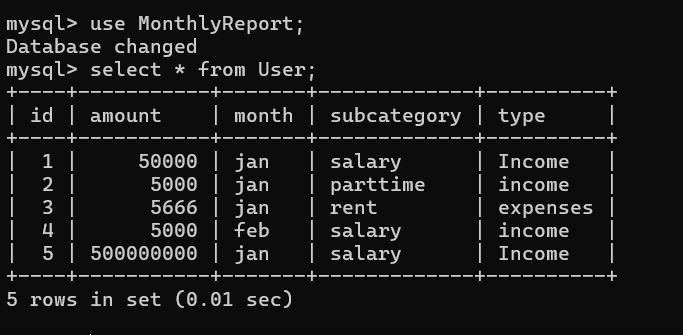 mysql> use MonthlyReport;
Database changed
mysql> select * from User;
+----+-----------+-------+-------------+----------+
| id | amount    | month | subcategory | type     |
+----+-----------+-------+-------------+----------+
|  1 |     50000 | jan   | salary      | Income   |
|  2 |      5000 | jan   | parttime    | income   |
|  3 |      5666 | jan   | rent        | expenses |
|  4 |      5000 | feb   | salary      | income   |
|  5 | 500000000 | jan   | salary      | Income   |
+----+-----------+-------+-------------+----------+
5 rows in set (0.01 sec)